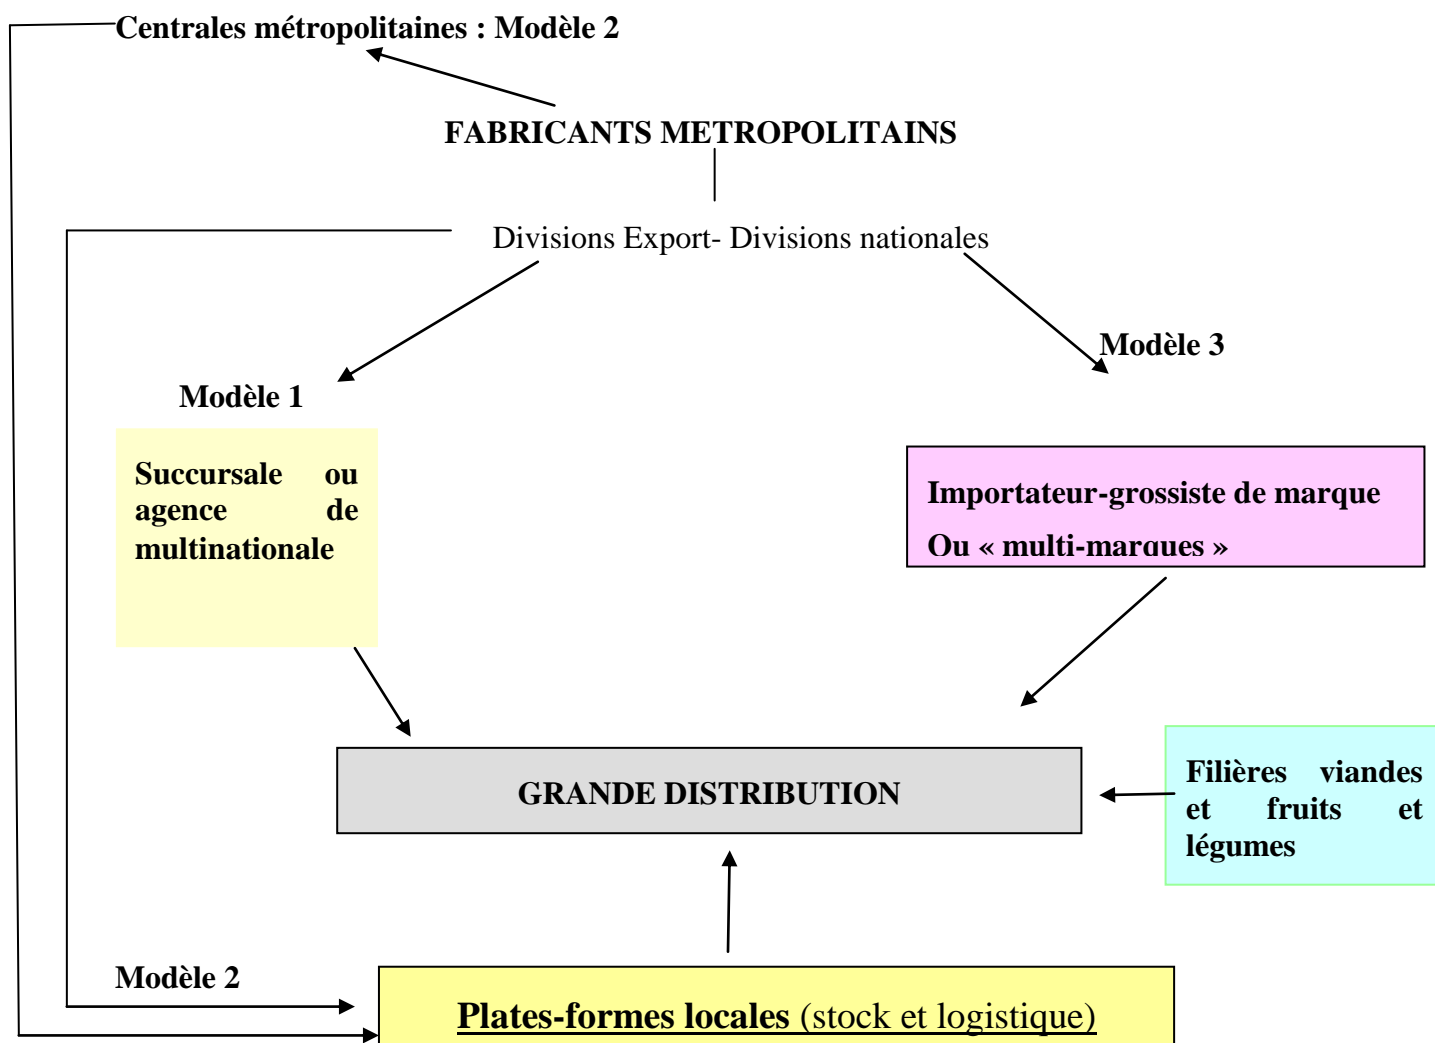 Centrales métropolitaines : Modèle 2
FABRICANTS METROPOLITAINS
Divisions Export- Divisions nationales
Modèle 3
Modèle 1
Succursale ou
agence de
multinationale
Importateur-grossiste de marque
Ou « multi-marques »
GRANDE DISTRIBUTION
Filières viandes
et fruits et
légumes
Modèle 2
Plates-formes locales (stock et logistique)